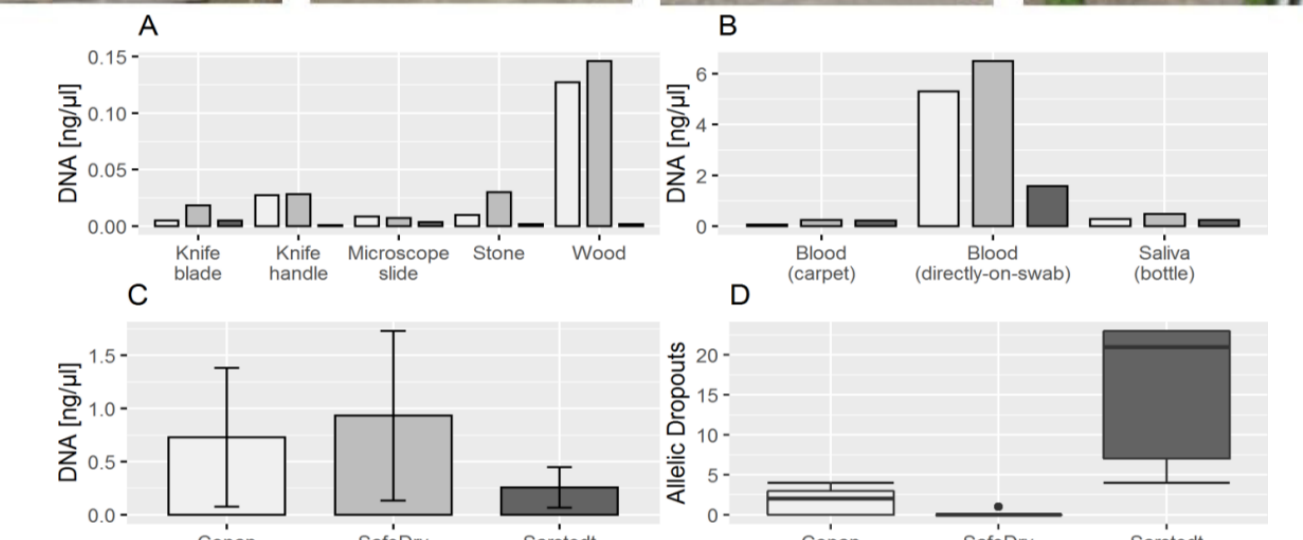 A
DNA [ng/µl]
0.15
0.10
0.05
0.00
Knife
blade
Knife
handle
Microscope
slide
Stone
Wood
B
DNA [ng/µl]
6
4
2
0
Blood
(carpet)
Blood
(directly-on-swab)
Saliva
(bottle)
C
DNA [ng/µl]
1.5
1.0
0.5
0.0
D
Allelic Dropouts
20
15
10
5
0